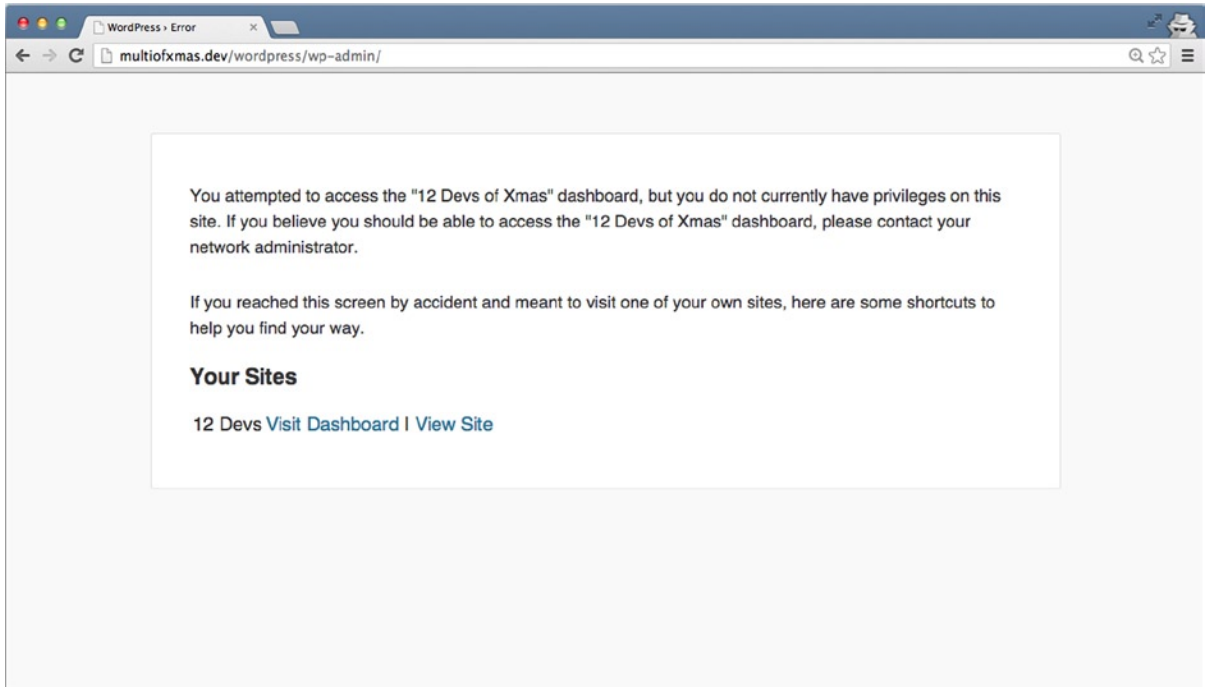 WordPress › Error
multiofxmas.dev/wordpress/wp-admin/
You attempted to access the "12 Devs of Xmas" dashboard, but you do not currently have privileges on this
site. If you believe you should be able to access the "12 Devs of Xmas" dashboard, please contact your
network administrator.
If you reached this screen by accident and meant to visit one of your own sites, here are some shortcuts to
help you find your way.
Your Sites
12 Devs Visit Dashboard | View Site